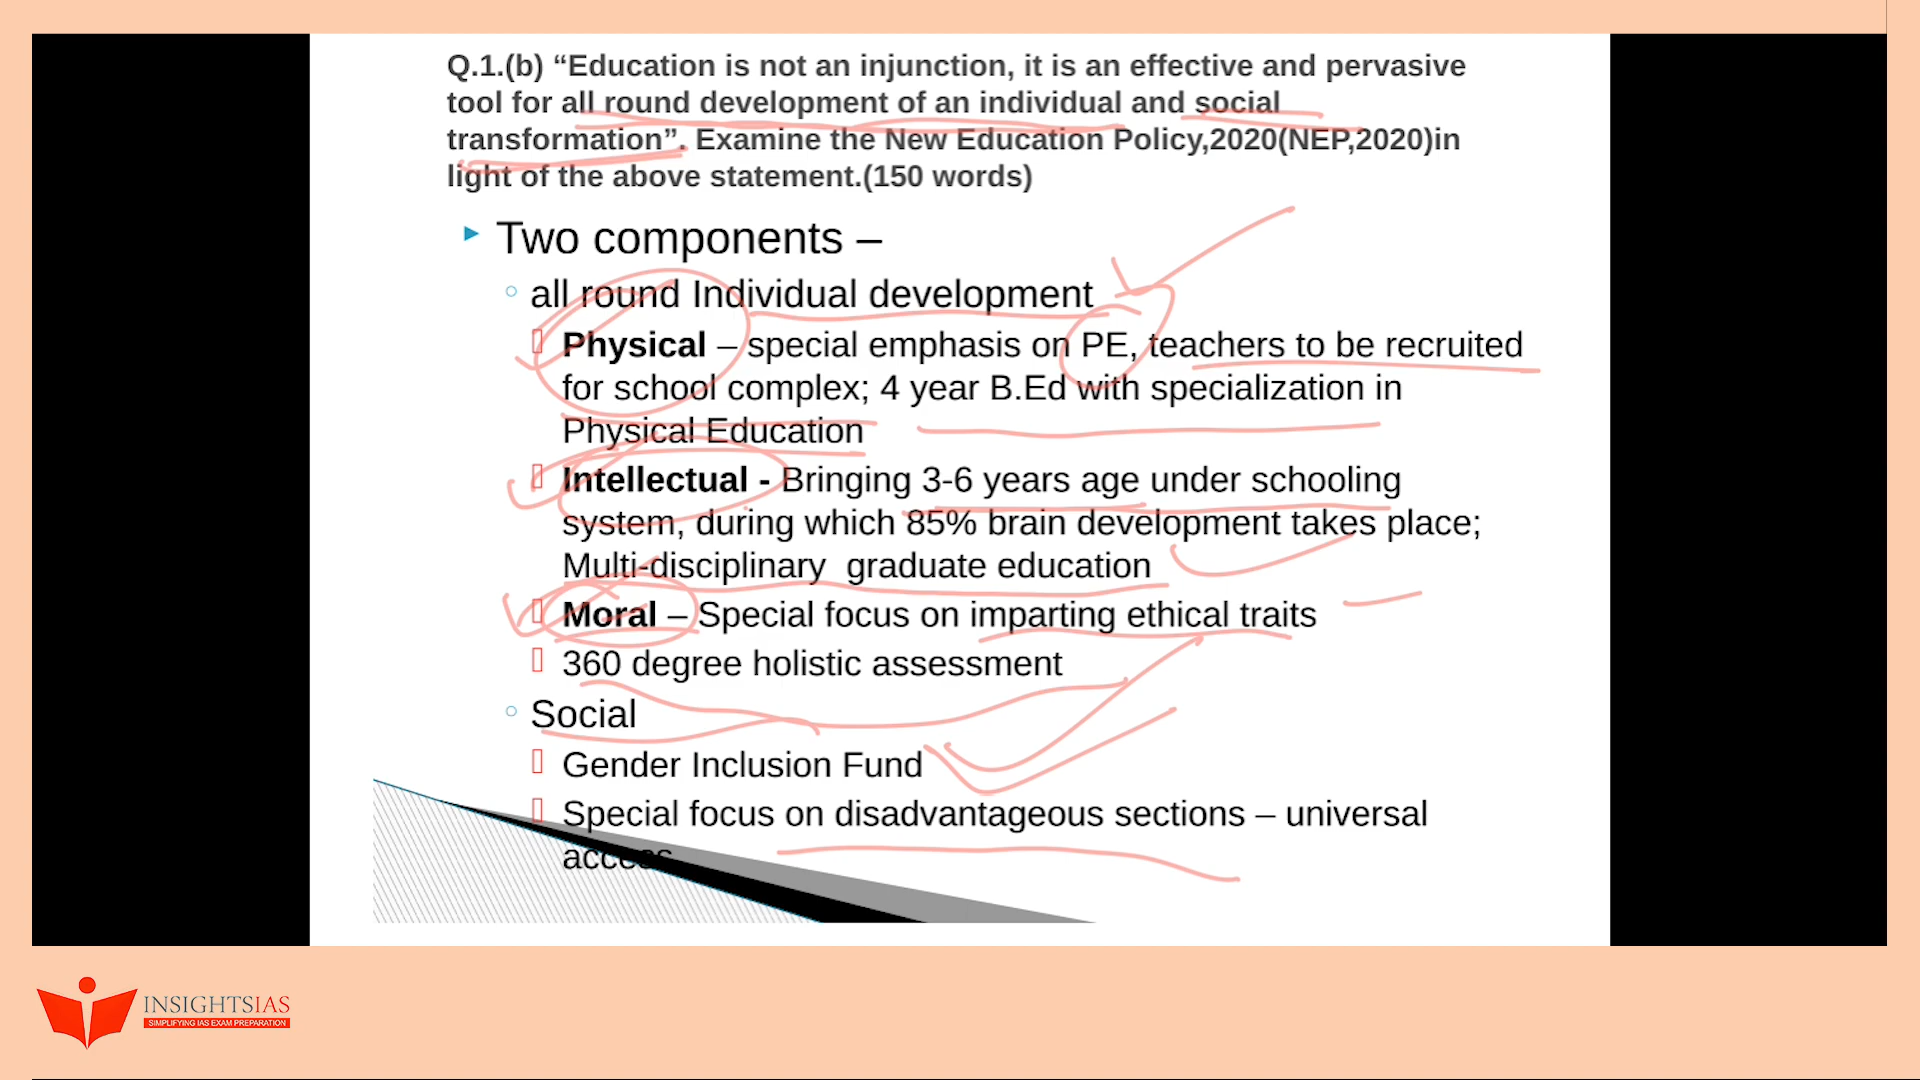 Q.1.(b) “Education is not an injunction, it is an effective and pervasive
tool for all round development of an individual and social
transformation”. Examine the New Education Policy,2020(NEP,2020)in
light of the above statement.(150 words)
Two components –
all round Individual development
Physical – special emphasis on PE, teachers to be recruited
for school complex; 4 year B.Ed with specialization in
Physical Education
Intellectual - Bringing 3-6 years age under schooling
system, during which 85% brain development takes place;
Multi-disciplinary graduate education
Moral – Special focus on imparting ethical traits
360 degree holistic assessment
Social
Gender Inclusion Fund
Special focus on disadvantageous sections – universal
access
INSIGHTSIAS
SIMPLIFYING IAS EXAM PREPARATION